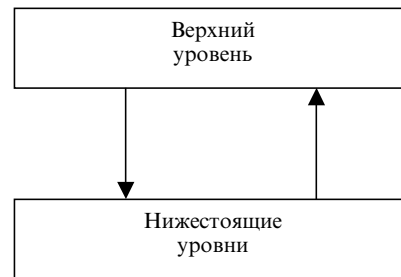 Верхний
уровень
Нижестоящие
уровни